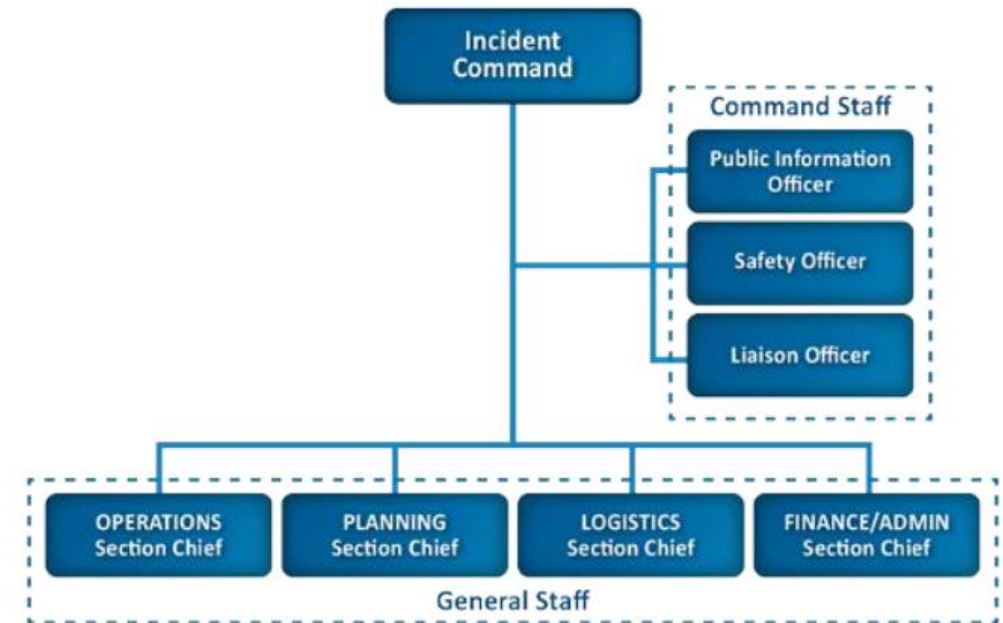 Incident
Command
Command Staff
Public Information
Officer
Safety Officer
Liaison Officer
OPERATIONS
Section Chief
PLANNING
Section Chief
LOGISTICS
Section Chief
FINANCE/ADMIN
Section Chief
General Staff